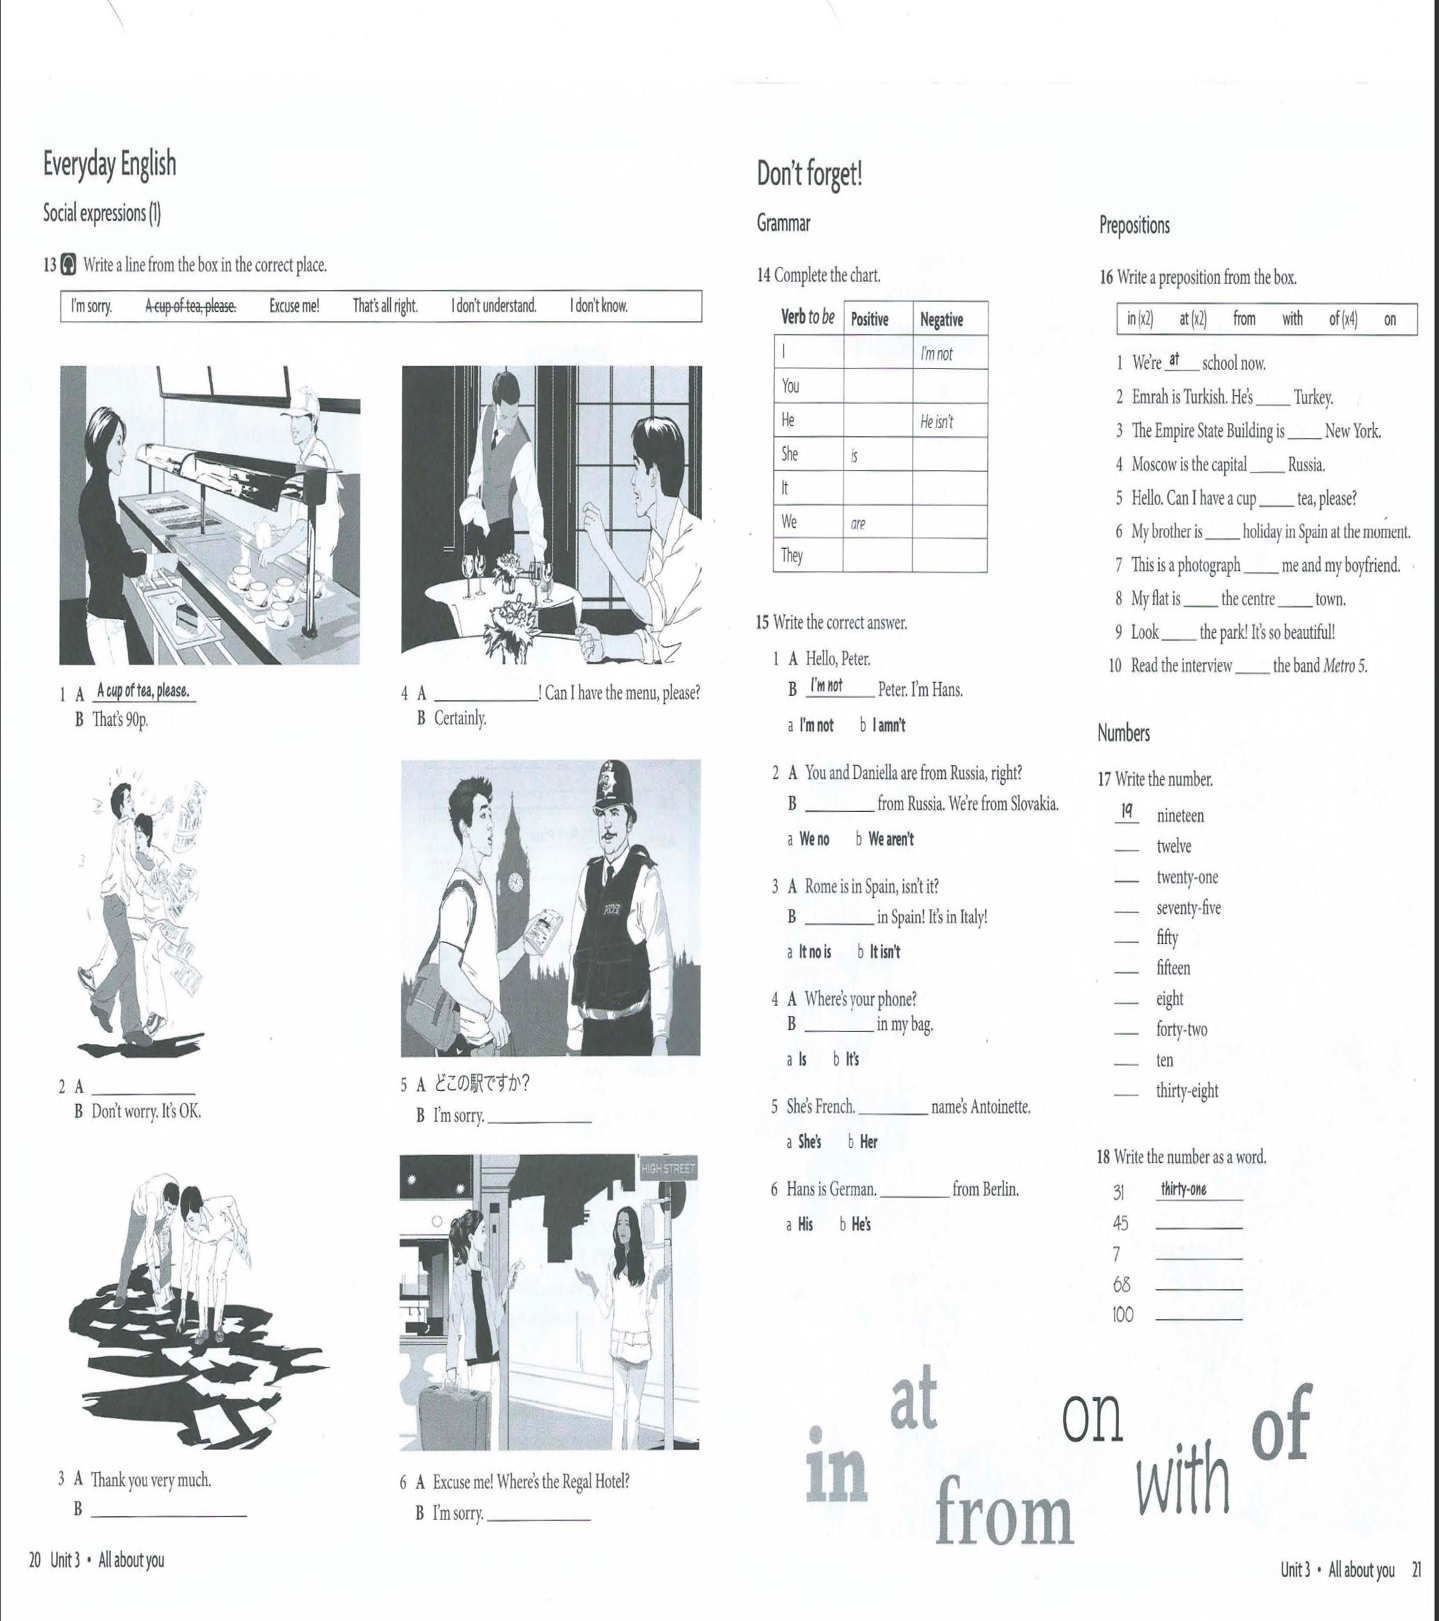 Everyday English
Social expressions (1)
13 Write a line from the box in the correct place.
I'm sorry. A cup of tea, please. Excuse me! That's all right. I don't understand. I don't know.
1 A A cup of tea, please.
B That's 90p.
2 A
B Don't worry. It's OK.
3 A Thank you very much.
B
4 A ! Can I have the menu, please?
B Certainly.
POLICE
5 A どこの駅ですか?
B I'm sorry.
HIGH STREET
6 A Excuse me! Where's the Regal Hotel?
B I'm sorry.
20 Unit 3 • All about you
Don't forget!
Grammar
14 Complete the chart.
Verb to be Positive Negative
I I'm not
You
He He isn't
She is
It
We are
They
15 Write the correct answer.
1 A Hello, Peter.
B I'm not Peter. I'm Hans.
a I'm not b I amn't
2 A You and Daniella are from Russia, right?
B from Russia. We're from Slovakia.
a We no b We aren't
3 A Rome is in Spain, isn't it?
B in Spain! It's in Italy!
a It no is b It isn't
4 A Where's your phone?
B in my bag.
a Is b It's
5 She's French. name's Antoinette.
a She's b Her
6 Hans is German. from Berlin.
a His b He's
Prepositions
16 Write a preposition from the box.
in (x2) at (x2) from with of (x4) on
1 We're at school now.
2 Emrah is Turkish. He's Turkey.
3 The Empire State Building is New York.
4 Moscow is the capital Russia.
5 Hello. Can I have a cup tea, please?
6 My brother is holiday in Spain at the moment.
7 This is a photograph me and my boyfriend.
8 My flat is the centre town.
9 Look the park! It's so beautiful!
10 Read the interview the band Metro 5.
Numbers
17 Write the number.
19 nineteen
twelve
twenty-one
seventy-five
fifty
fifteen
eight
forty-two
ten
thirty-eight
18 Write the number as a word.
31 thirty-one
45
7
68
100
in at from on with of
Unit 3 • All about you 21